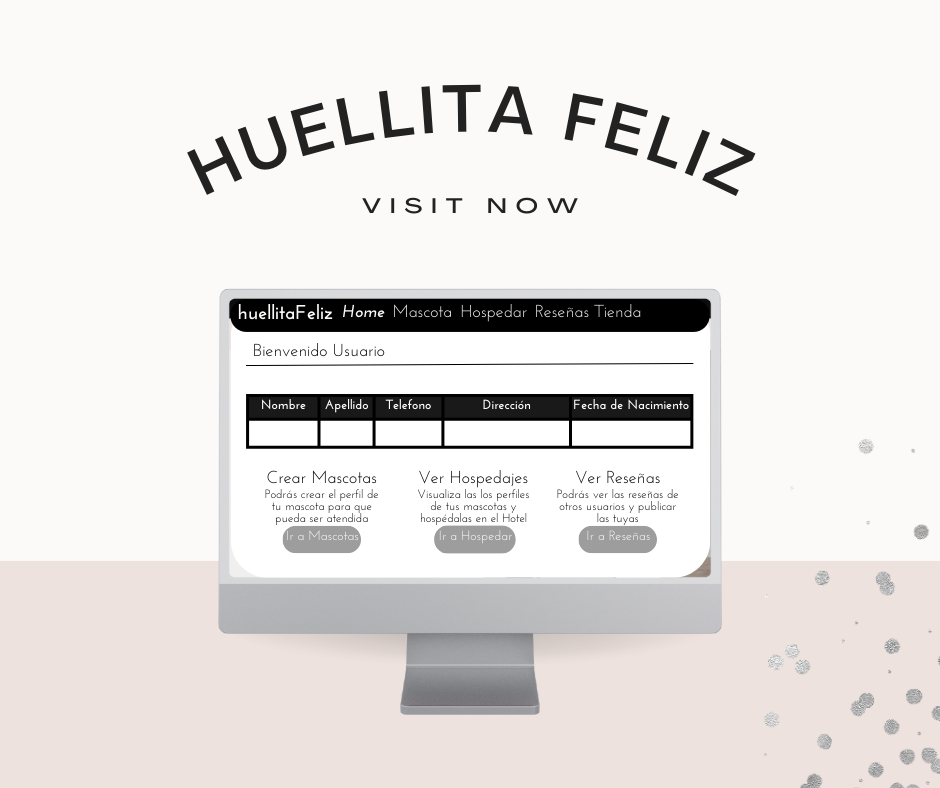 HUELLITA FELIZ
VISIT NOW
huellitaFeliz Home Mascota Hospedar Reseñas Tienda
Bienvenido Usuario
Nombre Apellido Telefono Dirección Fecha de Nacimiento
Crear Mascotas
Podrás crear el perfil de
tu mascota para que
pueda ser atendida
Ir a Mascotas
Ver Hospedajes
Visualiza las los perfiles
de tus mascotas y
hospédalas en el Hotel
Ir a Hospedar
Ver Reseñas
Podrás ver las reseñas de
otros usuarios y publicar
las tuyas
Ir a Reseñas